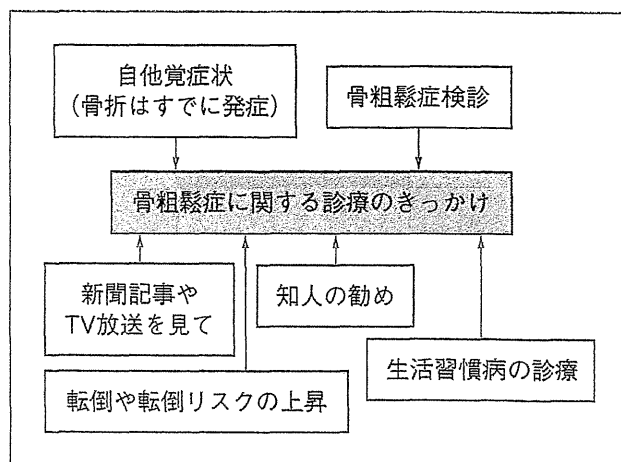 自他覚症状
(骨折はすでに発症)
骨粗鬆症検診
骨粗鬆症に関する診療のきっかけ
新聞記事や
TV放送を見て
知人の勧め
生活習慣病の診療
転倒や転倒リスクの上昇